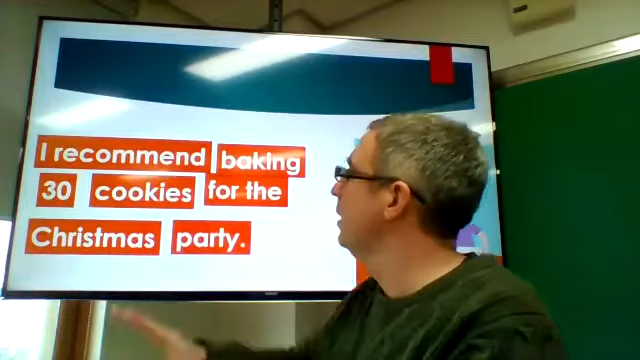 I recommend baking
30 cookies for the
Christmas party.